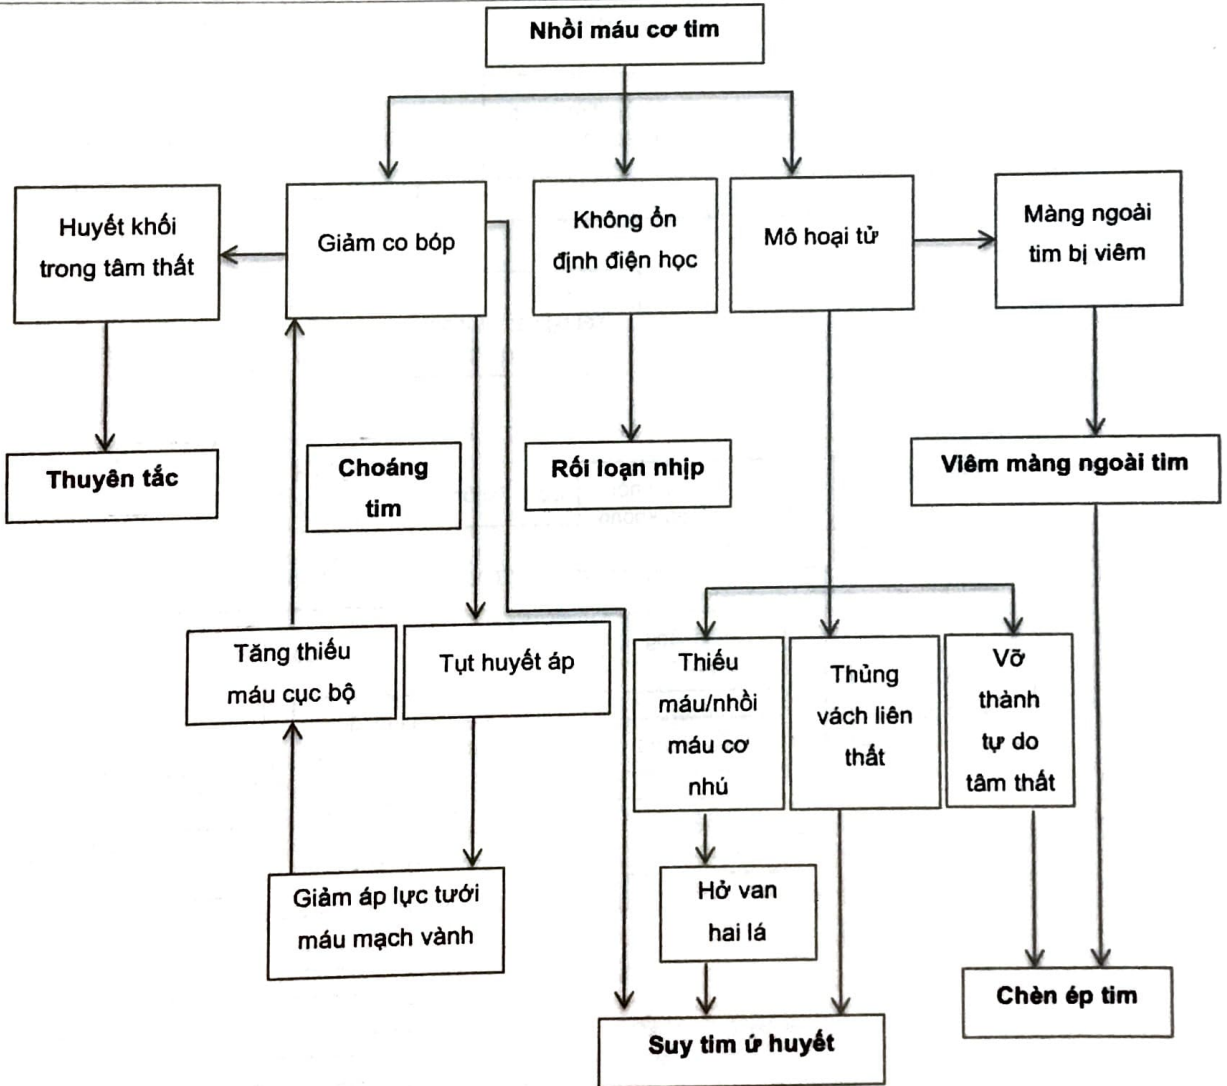 Nhồi máu cơ tim
Huyết khối
trong tâm thất
Giảm co bóp
Không ổn
định điện học
Mô hoại tử
Màng ngoài
tim bị viêm
Thuyên tắc
Choáng
tim
Rối loạn nhịp
Viêm màng ngoài tim
Tăng thiếu
máu cục bộ
Tụt huyết áp
Thiếu
máu/nhồi
máu cơ
nhú
Thủng
vách liên
thất
Vỡ
thành
tự do
tâm thất
Giảm áp lực tưới
máu mạch vành
Hở van
hai lá
Chèn ép tim
Suy tim ứ huyết